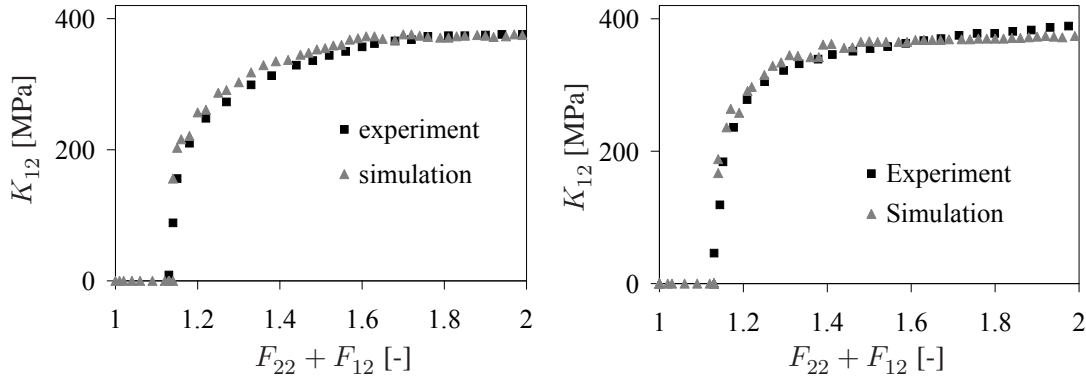 400
200
0
K12 [MPa]
experiment
simulation
1
1.2
1.4
1.6
1.8
2
F22 + F12 [-]
400
200
0
K12 [MPa]
Experiment
Simulation
1
1.2
1.4
1.6
1.8
2
F22 + F12 [-]